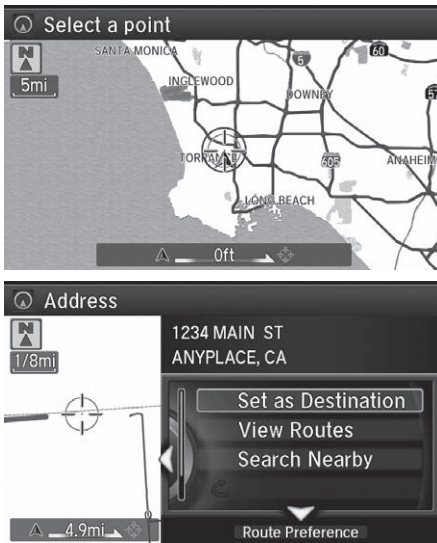 Select a point
N
5mi
SANTA MONICA
5
60
INGLEWOOD
DOWNEY
57
TORRANCE
605
ANAHEIM
LONG BEACH
0ft
Address
N
1/8mi
1234 MAIN ST
ANYPLACE, CA
Set as Destination
View Routes
Search Nearby
4.9mi
Route Preference